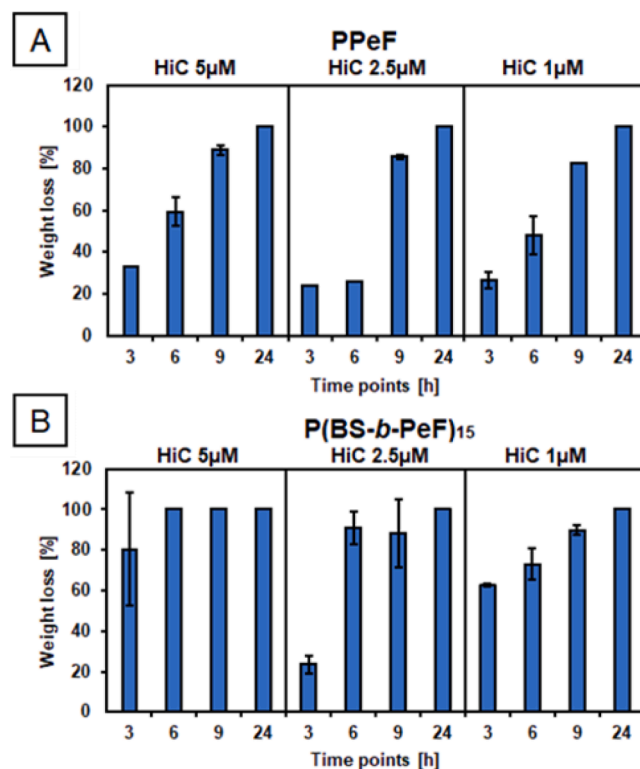 A
PPeF
HiC 5µM HiC 2.5µM HiC 1µM
120
100
80
60
40
20
0
Weight loss [%]
3 6 9 24 3 6 9 24 3 6 9 24
Time points [h]
B
P(BS-b-PeF)15
HiC 5µM HiC 2.5µM HiC 1µM
120
100
80
60
40
20
0
Weight loss [%]
3 6 9 24 3 6 9 24 3 6 9 24
Time points [h]